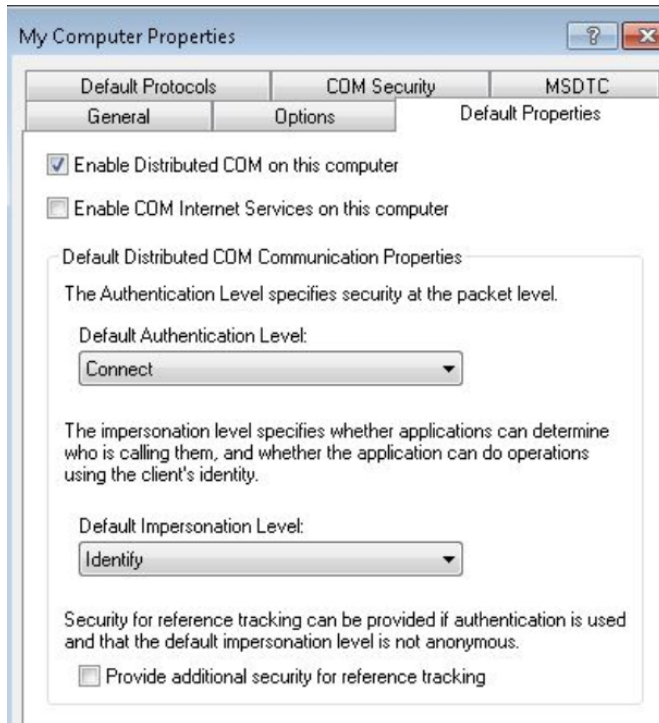 My Computer Properties
Default Protocols COM Security MSDTC
General Options Default Properties
Enable Distributed COM on this computer
Enable COM Internet Services on this computer
Default Distributed COM Communication Properties
The Authentication Level specifies security at the packet level.
Default Authentication Level:
Connect
The impersonation level specifies whether applications can determine
who is calling them, and whether the application can do operations
using the client's identity.
Default Impersonation Level:
Identify
Security for reference tracking can be provided if authentication is used
and that the default impersonation level is not anonymous.
Provide additional security for reference tracking